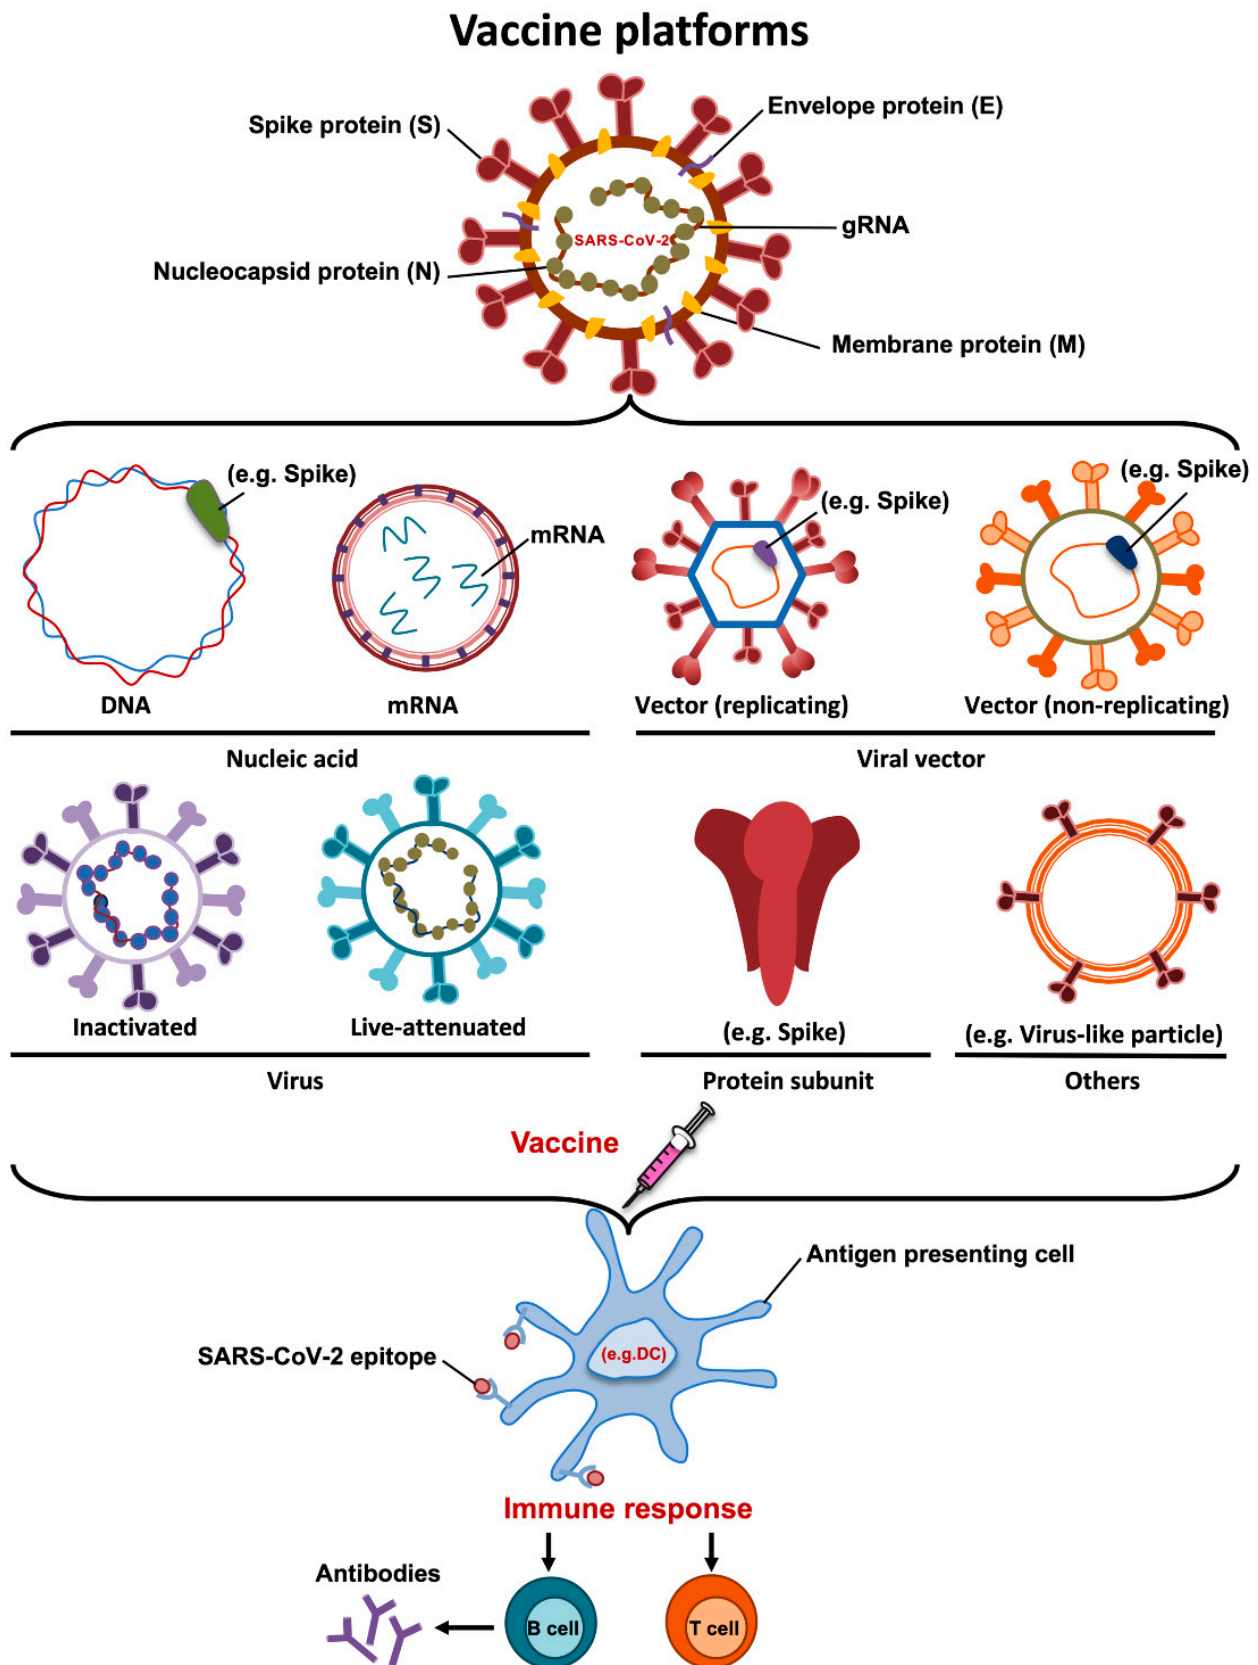 Vaccine platforms
Spike protein (S)
Envelope protein (E)
SARS-CoV-2
gRNA
Nucleocapsid protein (N)
Membrane protein (M)
(e.g. Spike)
mRNA
(e.g. Spike)
(e.g. Spike)
DNA
mRNA
Vector (replicating)
Vector (non-replicating)
Nucleic acid
Viral vector
Inactivated
Live-attenuated
(e.g. Spike)
(e.g. Virus-like particle)
Virus
Protein subunit
Others
Vaccine
Antigen presenting cell
SARS-CoV-2 epitope
(e.g.DC)
Immune response
Antibodies
B cell
T cell